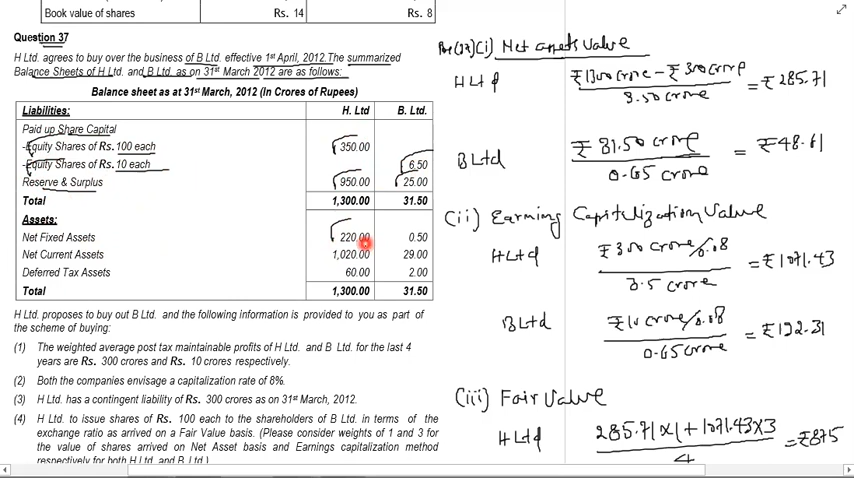 Book value of shares Rs. 14 Rs. 8
Question 37
H Ltd. agrees to buy over the business of B Ltd. effective 1st April, 2012.The summarized
Balance Sheets of H Ltd. and B Ltd. as on 31st March 2012 are as follows:
Balance sheet as at 31st March, 2012 (In Crores of Rupees)
Liabilities: H. Ltd B. Ltd.
Paid up Share Capital
-Equity Shares of Rs. 100 each 350.00
-Equity Shares of Rs. 10 each 6.50
Reserve & Surplus 950.00 25.00
Total 1,300.00 31.50
Assets:
Net Fixed Assets 220.00 0.50
Net Current Assets 1,020.00 29.00
Deferred Tax Assets 60.00 2.00
Total 1,300.00 31.50
H Ltd. proposes to buy out B Ltd. and the following information is provided to you as part of
the scheme of buying:
(1) The weighted average post tax maintainable profits of H Ltd. and B Ltd. for the last 4
years are Rs. 300 crores and Rs. 10 crores respectively.
(2) Both the companies envisage a capitalization rate of 8%.
(3) H Ltd. has a contingent liability of Rs. 300 crores as on 31st March, 2012.
(4) H Ltd. to issue shares of Rs. 100 each to the shareholders of B Ltd. in terms of the
exchange ratio as arrived on a Fair Value basis. (Please consider weights of 1 and 3 for
the value of shares arrived on Net Asset basis and Earnings capitalization method
respectively for both H Ltd. and B Ltd.)
(i) Net assets Value
H Ltd ₹1300 crore - ₹300 crore
3.50 crore
= ₹285.71
B Ltd ₹31.50 crore
0.65 crore
= ₹48.61
(ii) Earning Capitalization Value
H Ltd ₹300 crore/0.08
3.5 crore
= ₹1071.43
B Ltd ₹10 crore/0.08
0.65 crore
= ₹192.31
(iii) Fair Value
H Ltd 285.71 x 1 + 1071.43 x 3
4
= ₹875